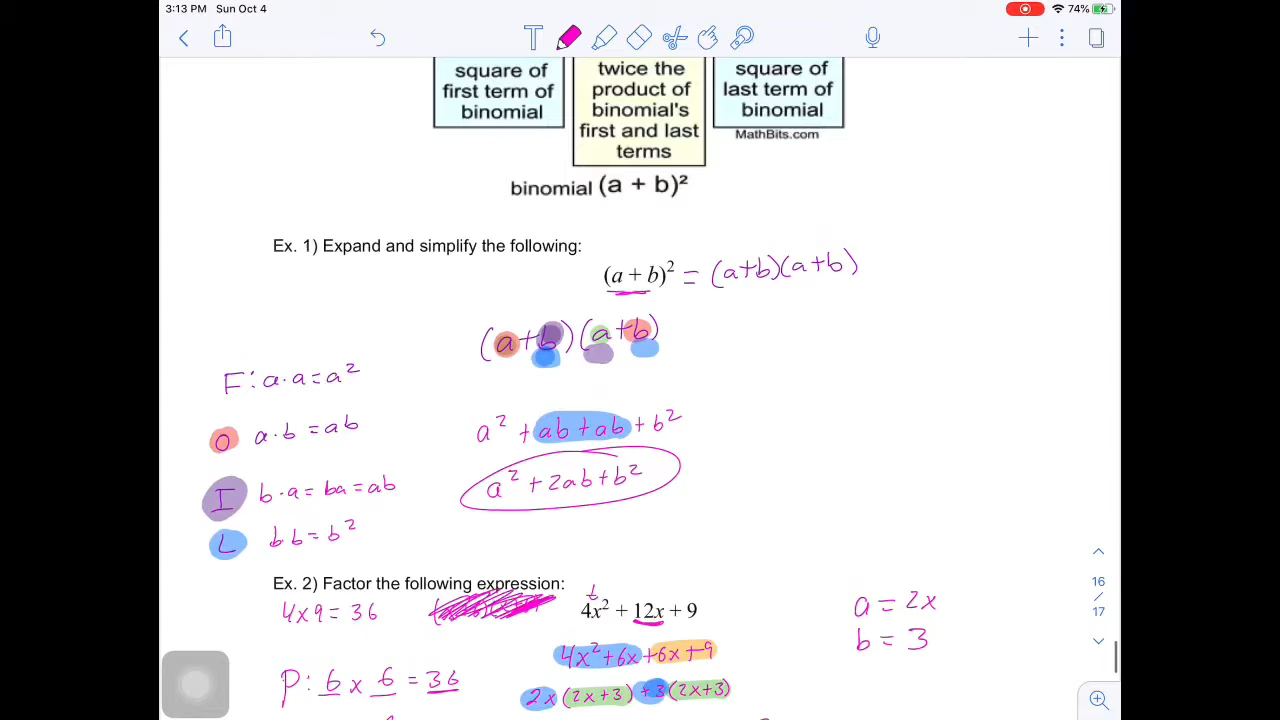 3:13 PM Sun Oct 4
74%
square of
first term of
binomial
twice the
product of
binomial's
first and last
terms
square of
last term of
binomial
MathBits.com
binomial (a + b)²
Ex. 1) Expand and simplify the following:
(a + b)² = (a+b)(a+b)
(a+b)(a+b)
F: a·a = a²
O a·b = ab
I b·a = ba = ab
L b b = b²
a² + ab + ab + b²
a² + 2ab + b²
Ex. 2) Factor the following expression:
4x9 = 36
4x² + 12x + 9
a = 2x
b = 3
4x² + 6x + 6x + 9
P: 6 x 6 = 36
2x (2x+3) + 3 (2x+3)
16
/
17